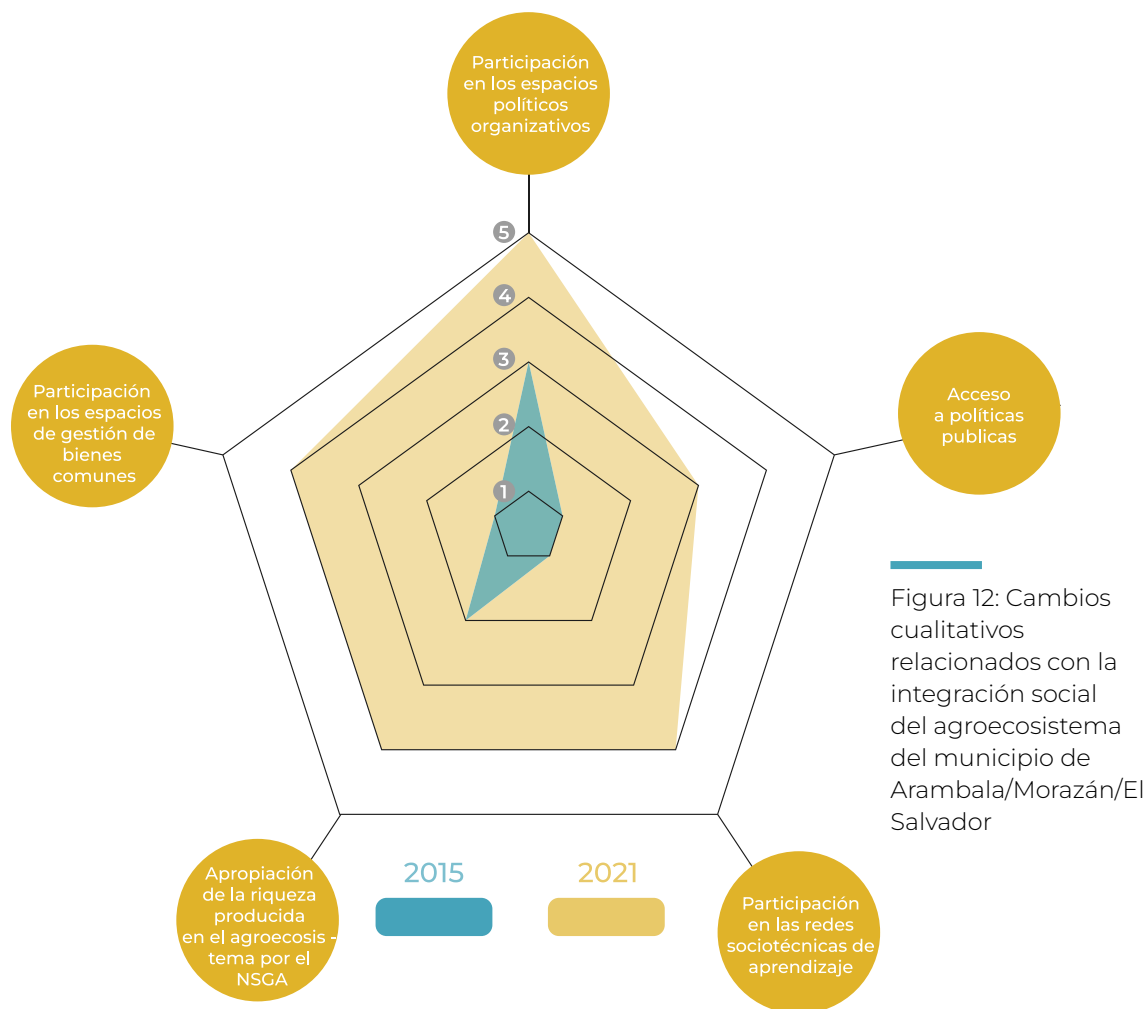 Participación
en los espacios
políticos
organizativos
5
4
3
2
1
Participación
en los espacios
de gestión de
bienes
comunes
Acceso
a políticas
publicas
Figura 12: Cambios
cualitativos
relacionados con la
integración social
del agroecosistema
del municipio de
Arambala/Morazán/El
Salvador
Apropiación
de la riqueza
producida
en el agroecosis -
tema por el
NSGA
2015
2021
Participación
en las redes
sociotécnicas de
aprendizaje